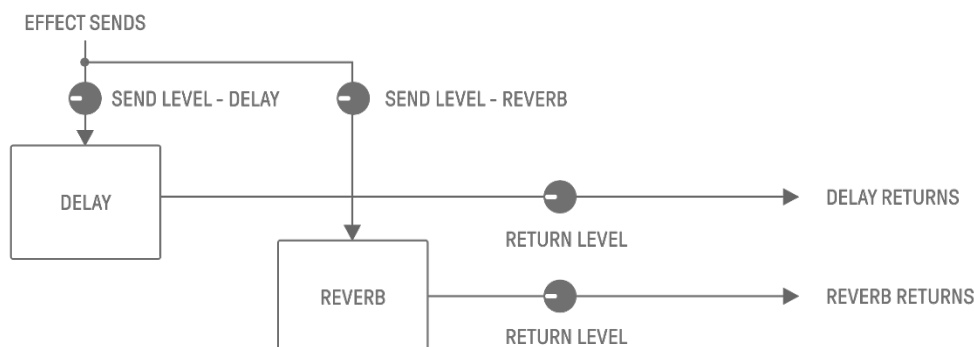 EFFECT SENDS
SEND LEVEL - DELAY
SEND LEVEL - REVERB
DELAY
DELAY RETURNS
RETURN LEVEL
REVERB
REVERB RETURNS
RETURN LEVEL